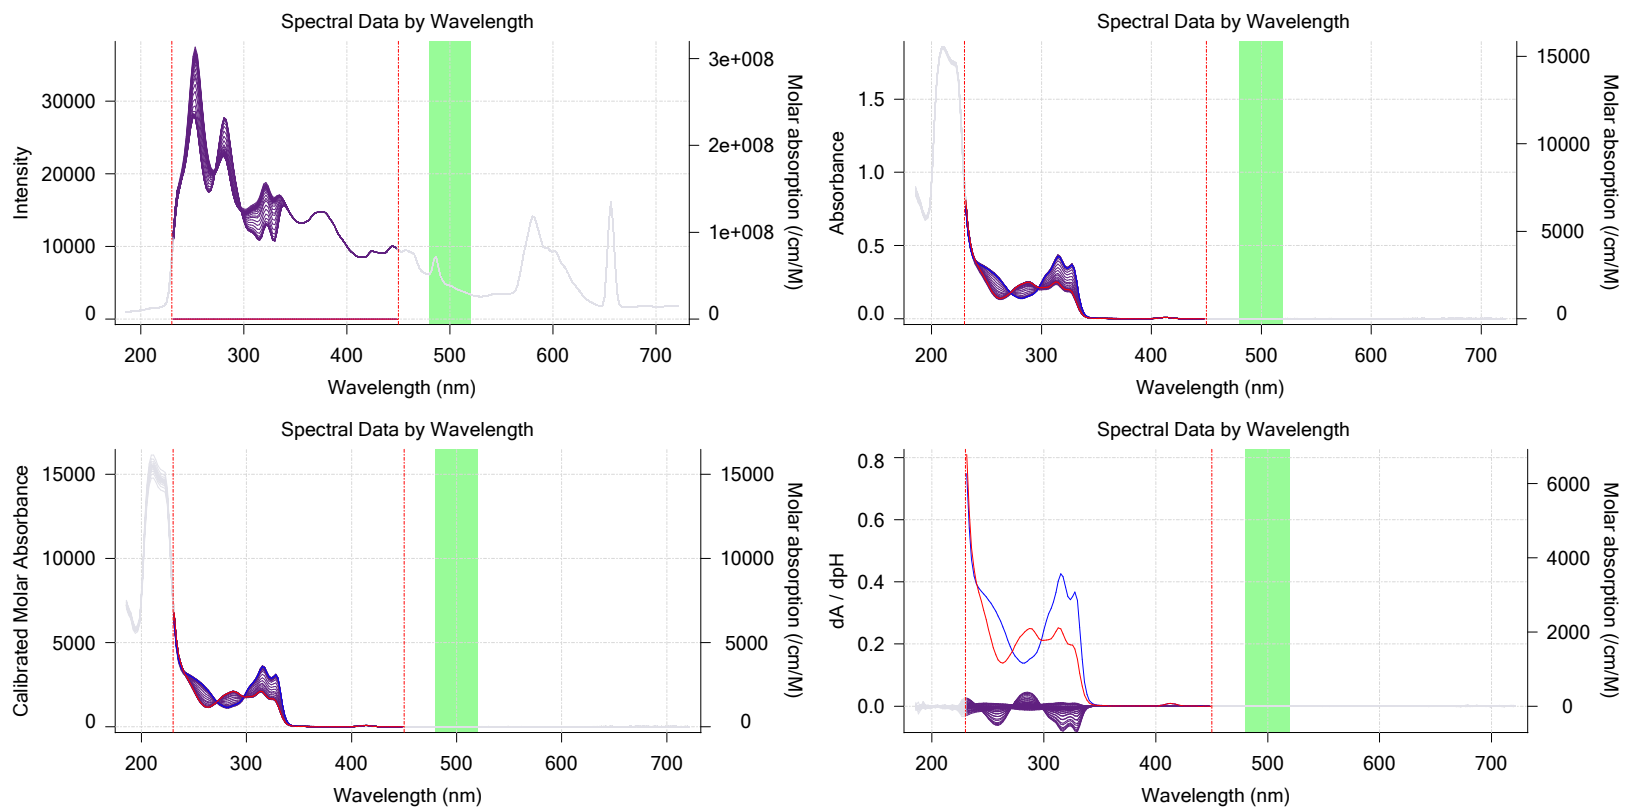 Spectral Data by Wavelength
Intensity
30000
20000
10000
0
3e+008
2e+008
1e+008
0
Molar absorption (/cm/M)
200 300 400 500 600 700
Wavelength (nm)
Spectral Data by Wavelength
Absorbance
1.5
1.0
0.5
0.0
15000
10000
5000
0
Molar absorption (/cm/M)
200 300 400 500 600 700
Wavelength (nm)
Spectral Data by Wavelength
Calibrated Molar Absorbance
15000
10000
5000
0
15000
10000
5000
0
Molar absorption (/cm/M)
200 300 400 500 600 700
Wavelength (nm)
Spectral Data by Wavelength
dA / dpH
0.8
0.6
0.4
0.2
0.0
6000
4000
2000
0
Molar absorption (/cm/M)
200 300 400 500 600 700
Wavelength (nm)